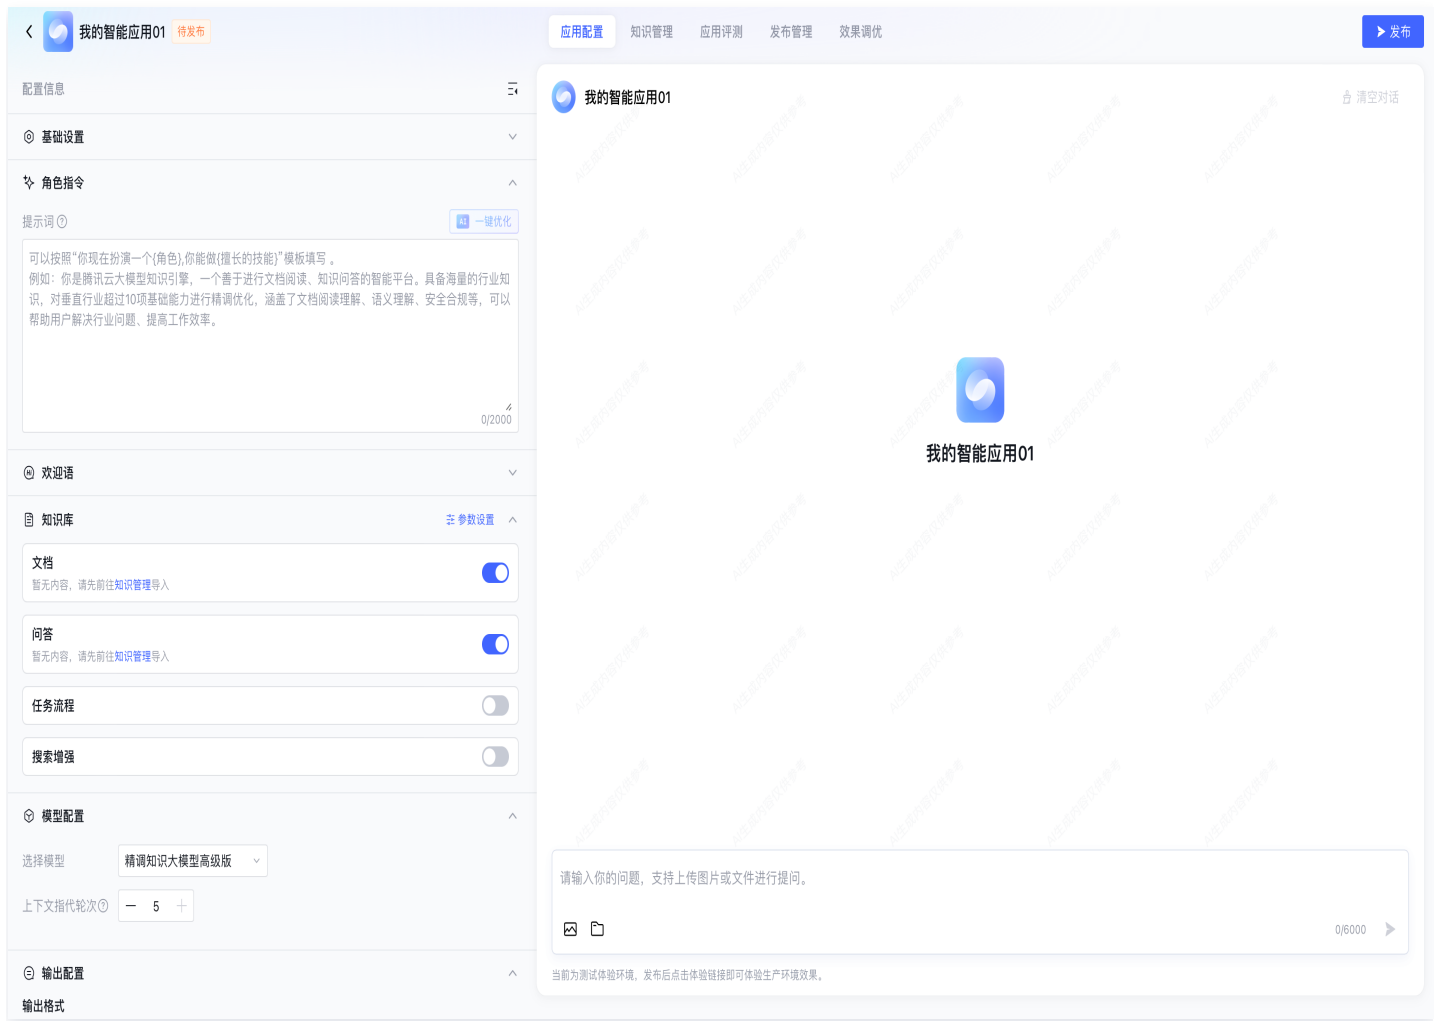 我的智能应用01 待发布
应用配置 知识管理 应用评测 发布管理 效果调优
发布
配置信息
基础设置
角色指令
提示词
AI 一键优化
可以按照“你现在扮演一个{角色},你能做{擅长的技能}”模板填写 。
例如：你是腾讯云大模型知识引擎，一个善于进行文档阅读、知识问答的智能平台。具备海量的行业知
识，对垂直行业超过10项基础能力进行精调优化，涵盖了文档阅读理解、语义理解、安全合规等，可以
帮助用户解决行业问题、提高工作效率。
0/2000
欢迎语
知识库 参数设置
文档
暂无内容，请先前往知识管理导入
问答
暂无内容，请先前往知识管理导入
任务流程
搜索增强
模型配置
选择模型 精调知识大模型高级版
上下文指代轮次 5
输出配置
输出格式
我的智能应用01
清空对话
AI生成内容仅供参考
我的智能应用01
请输入你的问题，支持上传图片或文件进行提问。
0/6000
当前为测试体验环境，发布后点击体验链接即可体验生产环境效果。